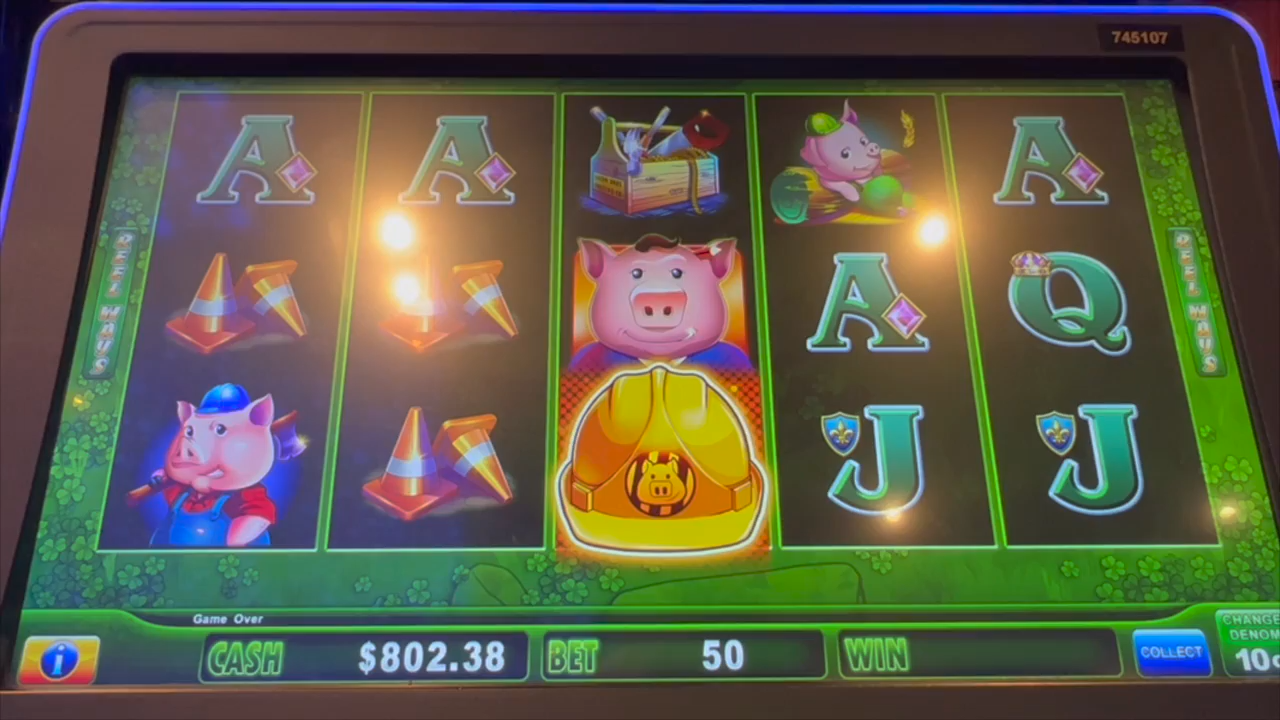 745107
A A A
REEL WAYS
REEL WAYS
A Q
J J
Game Over
CASH $802.38 BET 50 WIN
COLLECT
CHANGE
DENOM
10¢